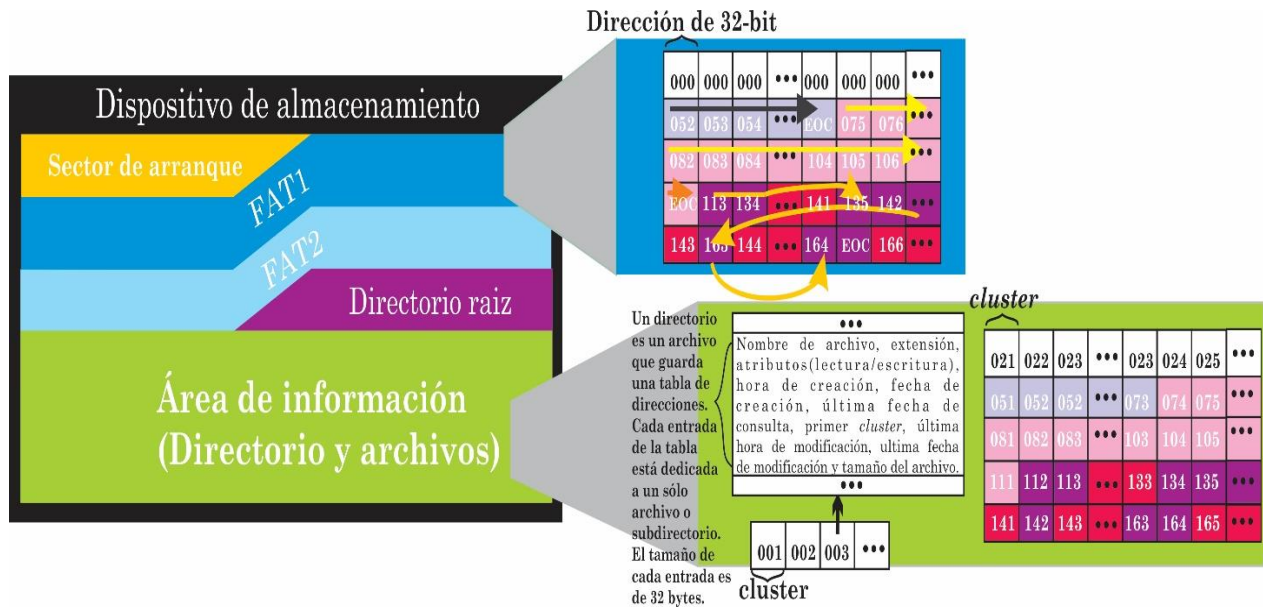 Dirección de 32-bit
000 000 000 ••• 000 000 000 •••
052 053 054 ••• EOC 075 076 •••
082 083 084 ••• 104 105 106 •••
EOC 113 134 ••• 141 135 142 •••
143 163 144 ••• 164 EOC 166 •••
Dispositivo de almacenamiento
Sector de arranque
FAT1
FAT2
Directorio raiz
Área de información
(Directorio y archivos)
Un directorio
es un archivo
que guarda
una tabla de
direcciones.
Cada entrada
de la tabla
está dedicada
a un sólo
archivo o
subdirectorio.
El tamaño de
cada entrada es
de 32 bytes.
•••
Nombre de archivo, extensión,
atributos(lectura/escritura),
hora de creación, fecha de
creación, última fecha de
consulta, primer cluster, última
hora de modificación, ultima fecha
de modificación y tamaño del archivo.
•••
001 002 003 •••
cluster
cluster
021 022 023 ••• 023 024 025 •••
051 052 052 ••• 073 074 075 •••
081 082 083 ••• 103 104 105 •••
111 112 113 ••• 133 134 135 •••
141 142 143 ••• 163 164 165 •••